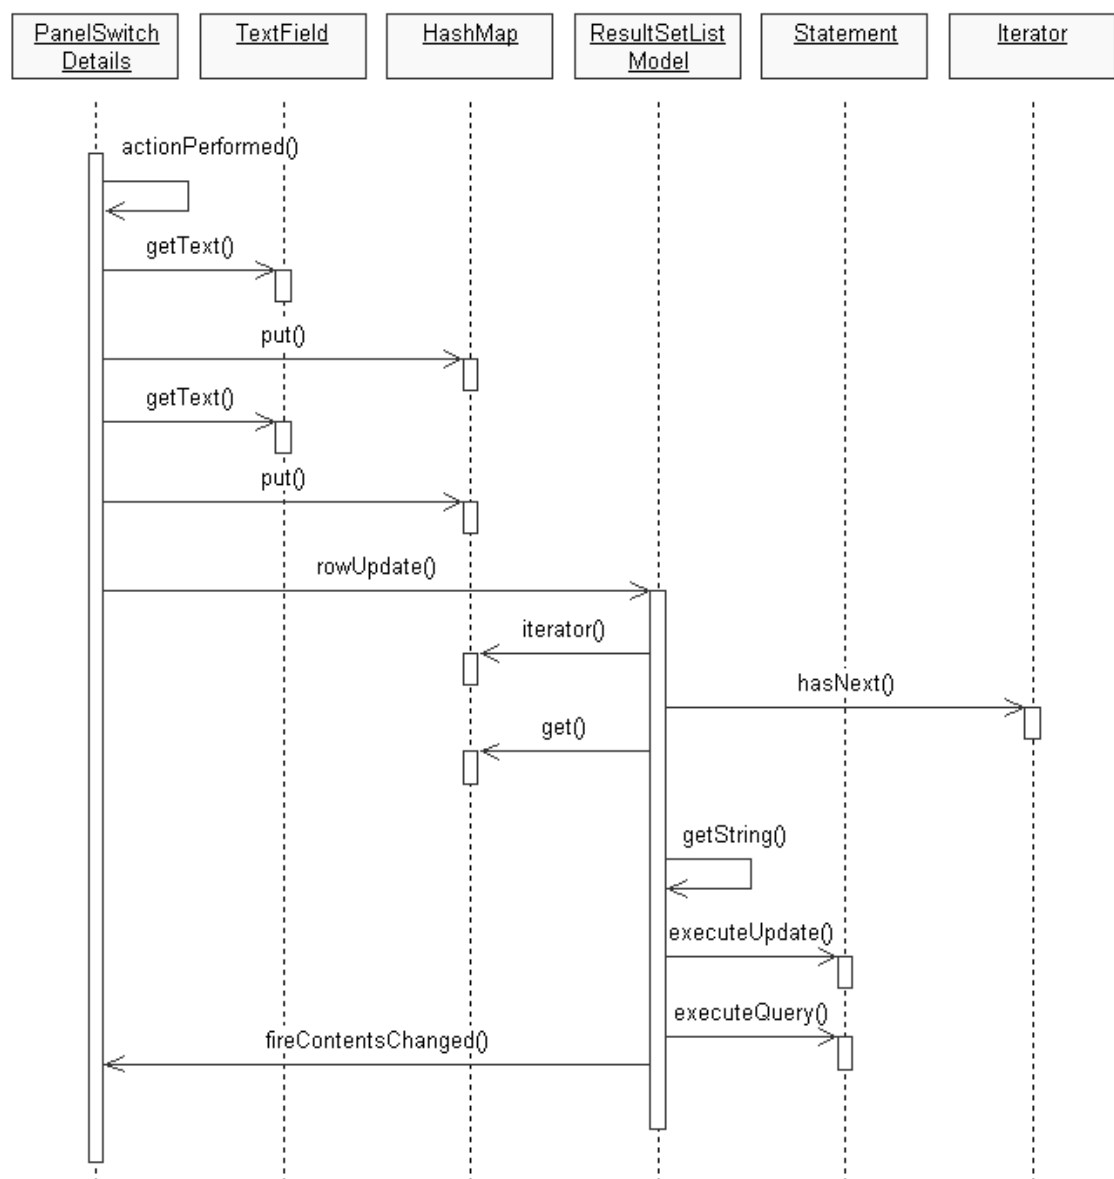 PanelSwitch
Details
TextField
HashMap
ResultSetList
Model
Statement
Iterator
actionPerformed()
getText()
put()
getText()
put()
rowUpdate()
iterator()
hasNext()
get()
getString()
executeUpdate()
executeQuery()
fireContentsChanged()